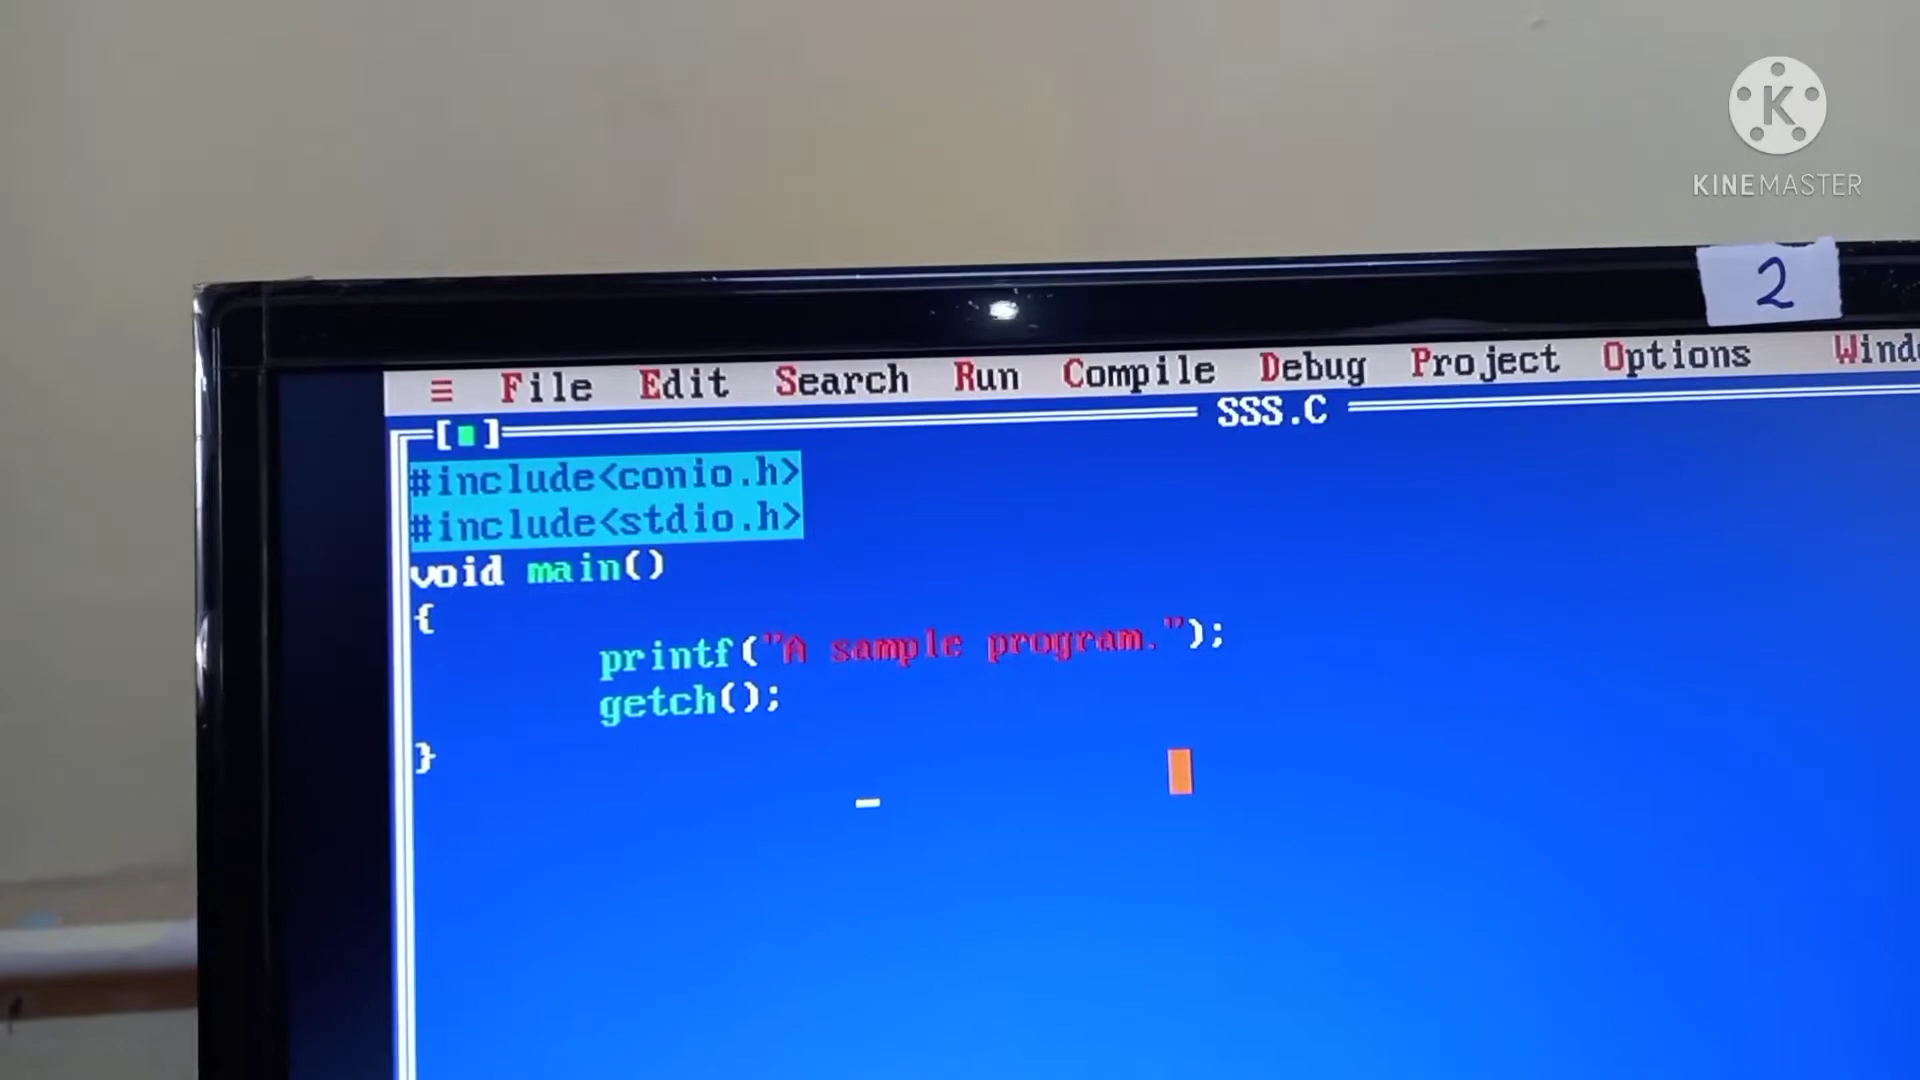 K
KINEMASTER
2
≡ File Edit Search Run Compile Debug Project Options
SSS.C
#include<conio.h>
#include<stdio.h>
void main()
{
printf("A sample program.");
getch();
}